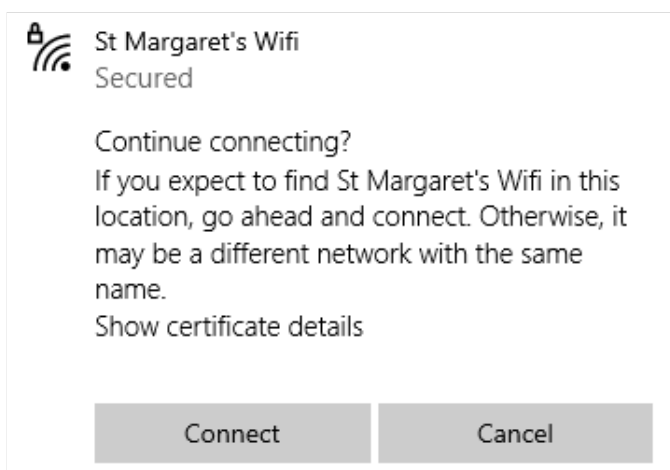 St Margaret's Wifi
Secured
Continue connecting?
If you expect to find St Margaret's Wifi in this
location, go ahead and connect. Otherwise, it
may be a different network with the same
name.
Show certificate details
Connect
Cancel